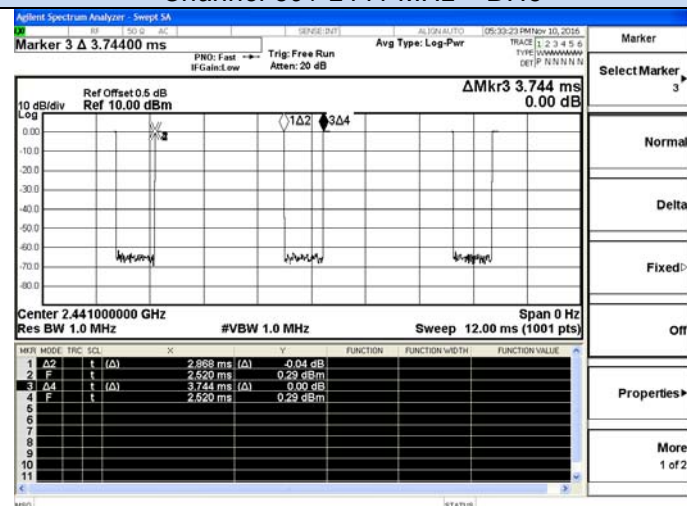 Agilent Spectrum Analyzer - Swept SA
RF 50 Ω AC SENSE:INT ALIGN AUTO 05:33:23 PM Nov 10, 2016
Marker 3 Δ 3.74400 ms
PNO: Fast
IFGain:Low
Trig: Free Run
Atten: 20 dB
Avg Type: Log-Pwr
TRACE 1 2 3 4 5 6
TYPE WWWWWW
DET P N N N N N
Marker
Select Marker
3
Normal
Delta
Fixed
Off
Properties
More
1 of 2
Ref Offset 0.5 dB
10 dB/div Ref 10.00 dBm
Log
ΔMkr3 3.744 ms
0.00 dB
1Δ2 3Δ4
0.00
-10.0
-20.0
-30.0
-40.0
-50.0
-60.0
-70.0
-80.0
Center 2.441000000 GHz Span 0 Hz
Res BW 1.0 MHz #VBW 1.0 MHz Sweep 12.00 ms (1001 pts)
MKR MODE TRC SCL X Y FUNCTION FUNCTION WIDTH FUNCTION VALUE
1 Δ2 t (Δ) 2.868 ms (Δ) -0.04 dB
2 F t 2.520 ms 0.29 dBm
3 Δ4 t (Δ) 3.744 ms (Δ) 0.00 dB
4 F t 2.520 ms 0.29 dBm
5
6
7
8
9
10
11
MSG STATUS